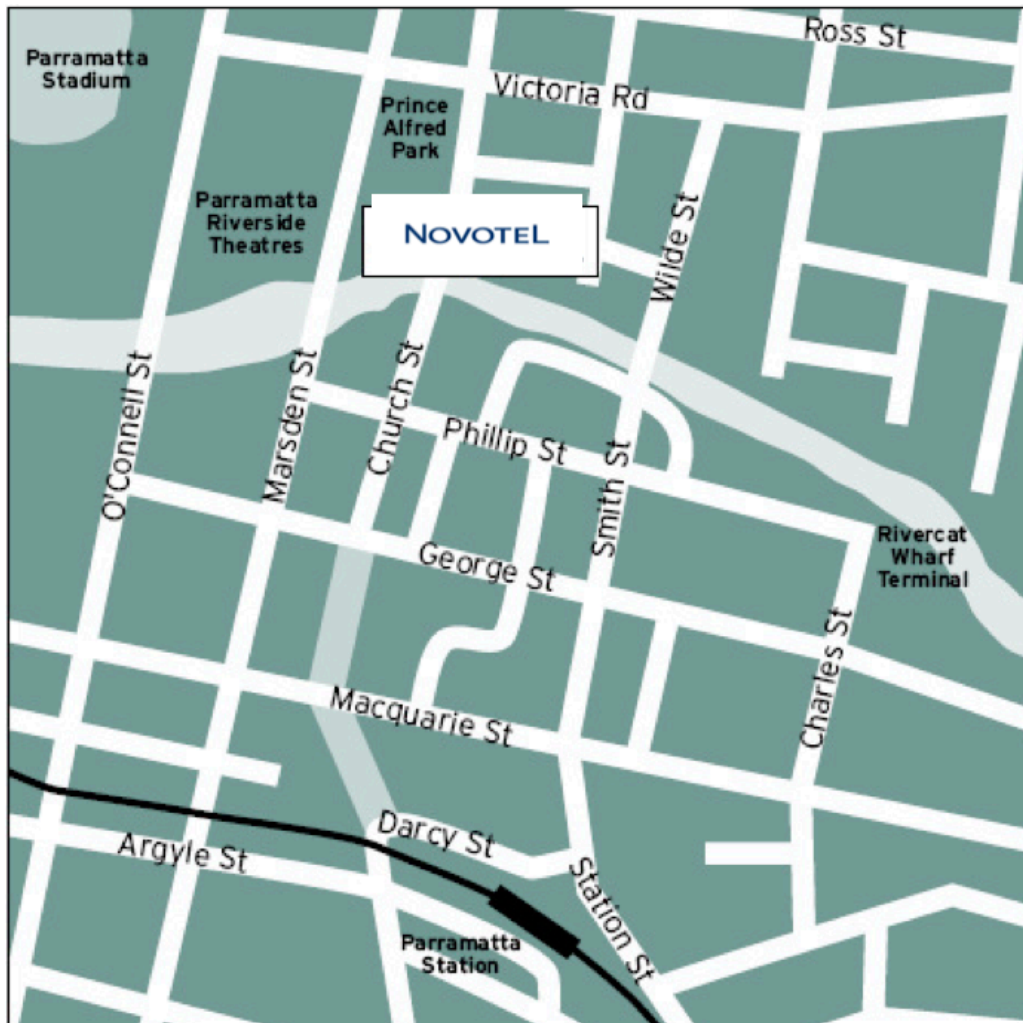 Ross St
Parramatta
Stadium
Victoria Rd
Prince
Alfred
Park
Parramatta
Riverside
Theatres
NOVOTEL
Wilde St
O'Connell St
Marsden St
Church St
Phillip St
Smith St
George St
Rivercat
Wharf
Terminal
Charles St
Macquarie St
Darcy St
Argyle St
Station St
Parramatta
Station